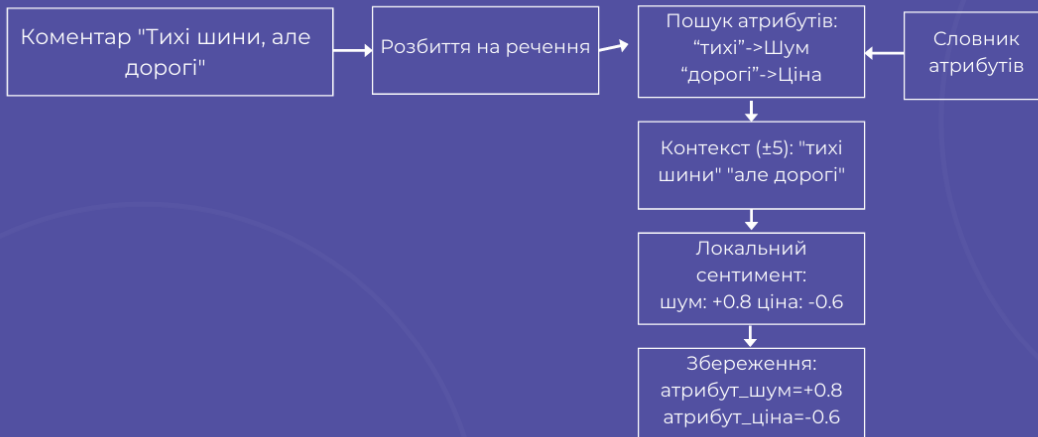 Коментар "Тихі шини, але
дорогі"
Розбиття на речення
Пошук атрибутів:
“тихі”->Шум
“дорогі”->Ціна
Словник
атрибутів
Контекст (±5): "тихі
шини" "але дорогі"
Локальний
сентимент:
шум: +0.8 ціна: -0.6
Збереження:
атрибут_шум=+0.8
атрибут_ціна=-0.6